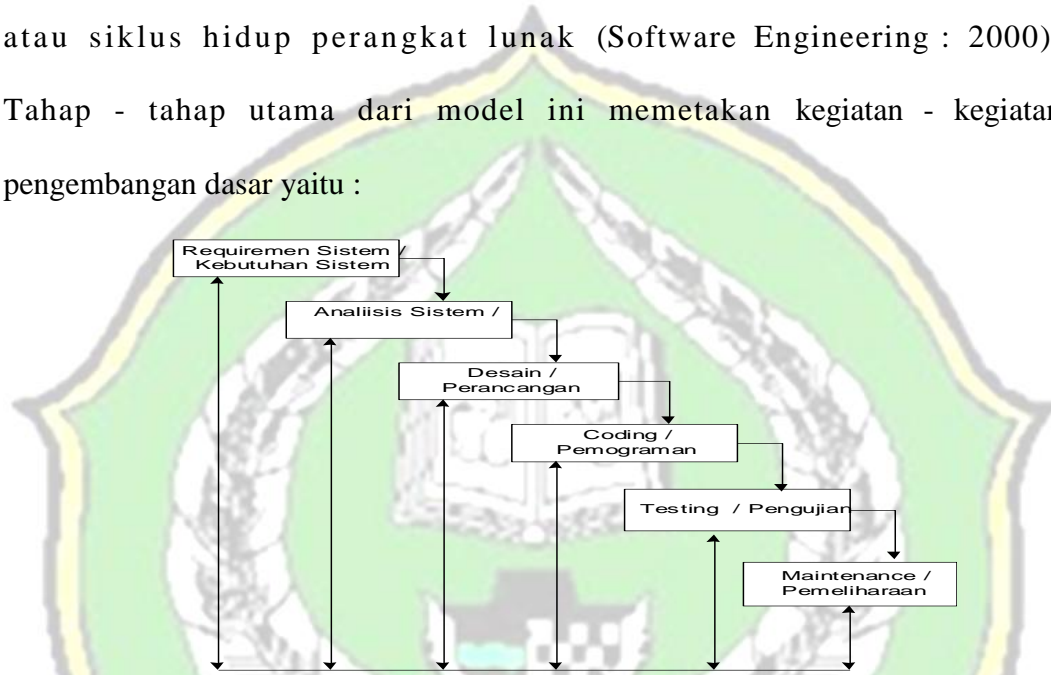 atau siklus hidup perangkat lunak (Software Engineering : 2000)
Tahap - tahap utama dari model ini memetakan kegiatan - kegiatan
pengembangan dasar yaitu :
Requiremen Sistem /
Kebutuhan Sistem
Analiisis Sistem /
Desain /
Perancangan
Coding /
Pemograman
Testing / Pengujian
Maintenance /
Pemeliharaan